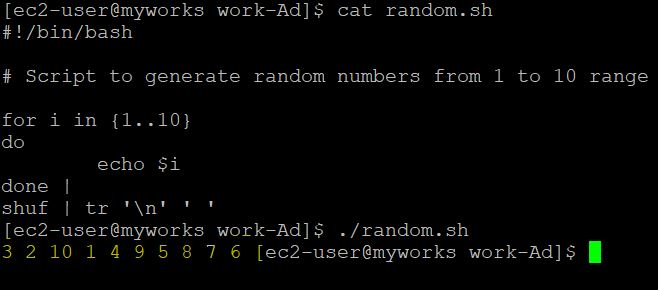 [ec2-user@myworks work-Ad]$ cat random.sh
#!/bin/bash
# Script to generate random numbers from 1 to 10 range
for i in {1..10}
do
        echo $i
done |
shuf | tr '\n' ' '
[ec2-user@myworks work-Ad]$ ./random.sh
3 2 10 1 4 9 5 8 7 6 [ec2-user@myworks work-Ad]$